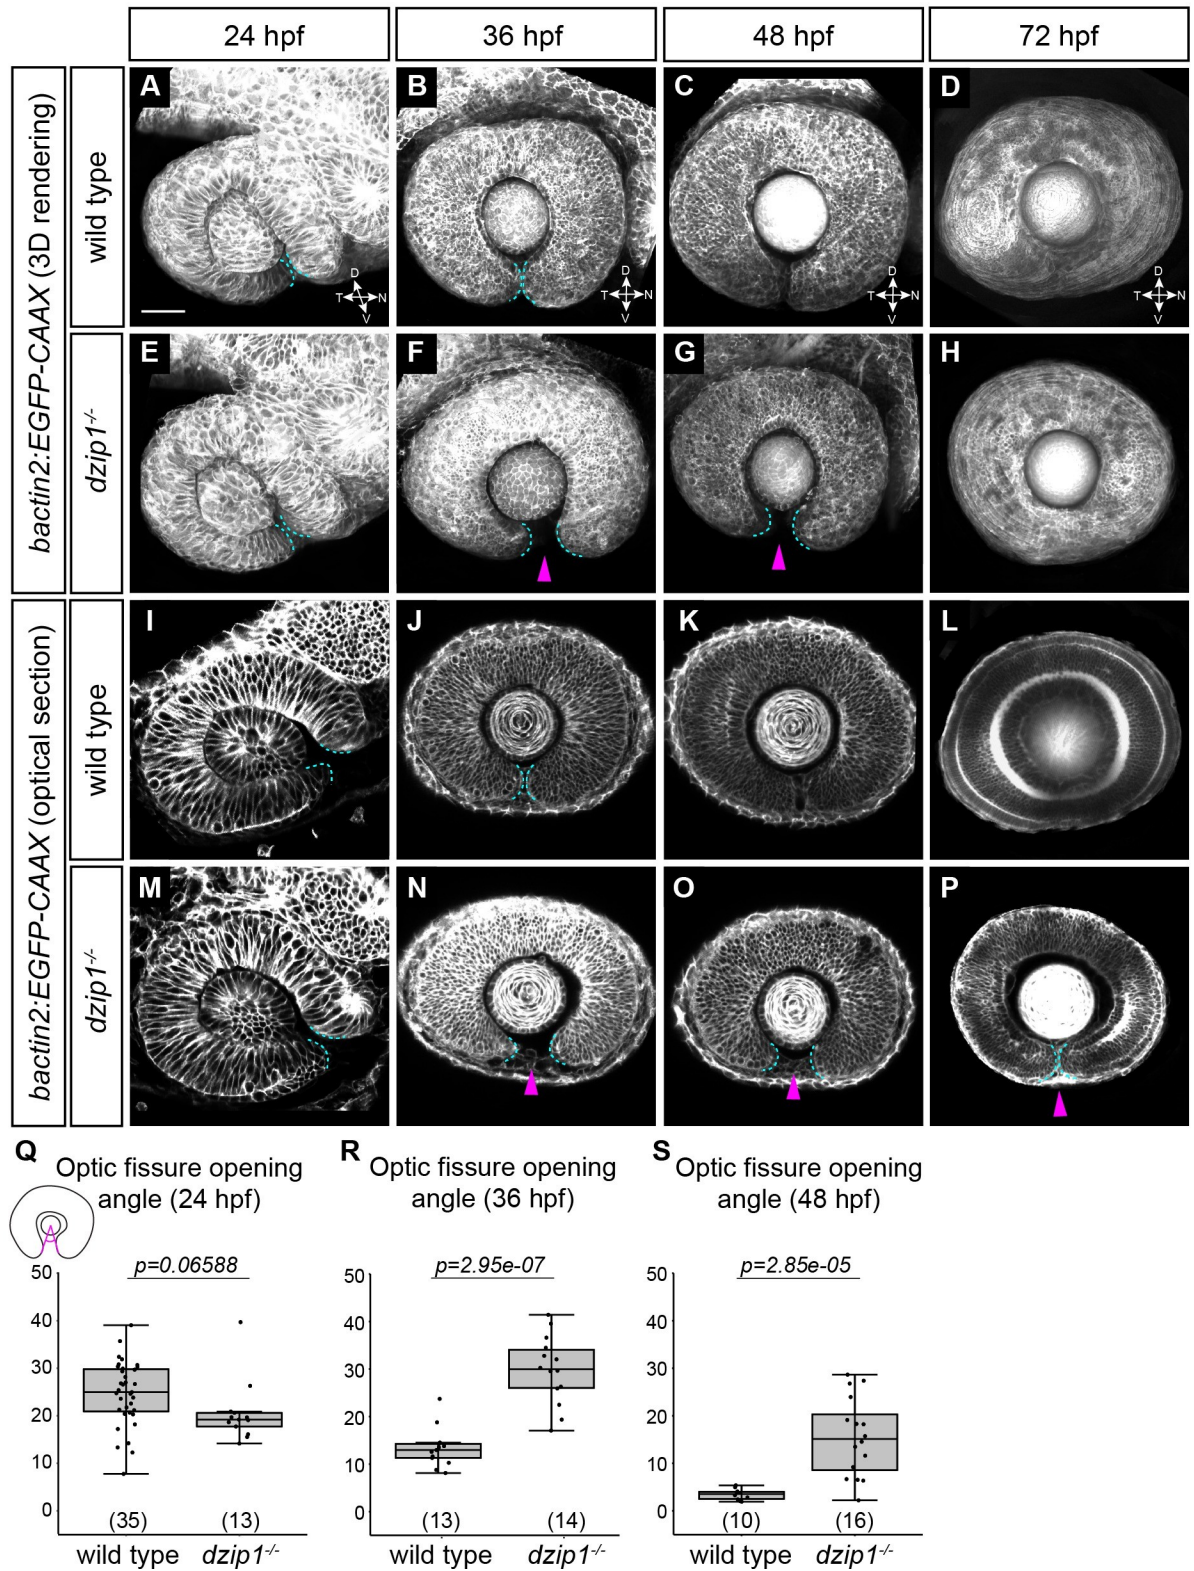 24 hpf
36 hpf
48 hpf
72 hpf
bactin2:EGFP-CAAX (3D rendering)
wild type
A
D
T N
V
B
D
T N
V
C
D
T N
V
D
D
T N
V
dzip1-/-
E
F
G
H
bactin2:EGFP-CAAX (optical section)
wild type
I
J
K
L
dzip1-/-
M
N
O
P
Q
Optic fissure opening
angle (24 hpf)
p=0.06588
50
40
30
20
10
0
(35)
(13)
wild type
dzip1-/-
R
Optic fissure opening
angle (36 hpf)
p=2.95e-07
50
40
30
20
10
0
(13)
(14)
wild type
dzip1-/-
S
Optic fissure opening
angle (48 hpf)
p=2.85e-05
50
40
30
20
10
0
(10)
(16)
wild type
dzip1-/-